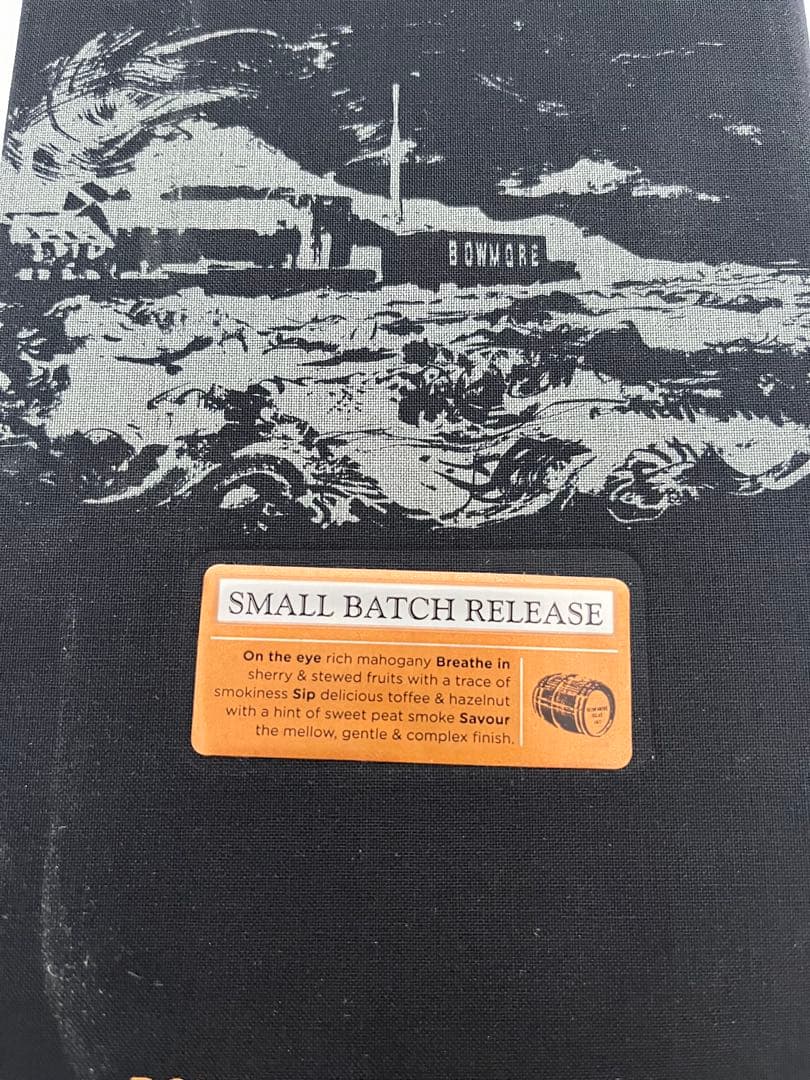 BOWMORE
SMALL BATCH RELEASE
On the eye rich mahogany Breathe in
sherry & stewed fruits with a trace of
smokiness Sip delicious toffee & hazelnut
with a hint of sweet peat smoke Savour
the mellow, gentle & complex finish.